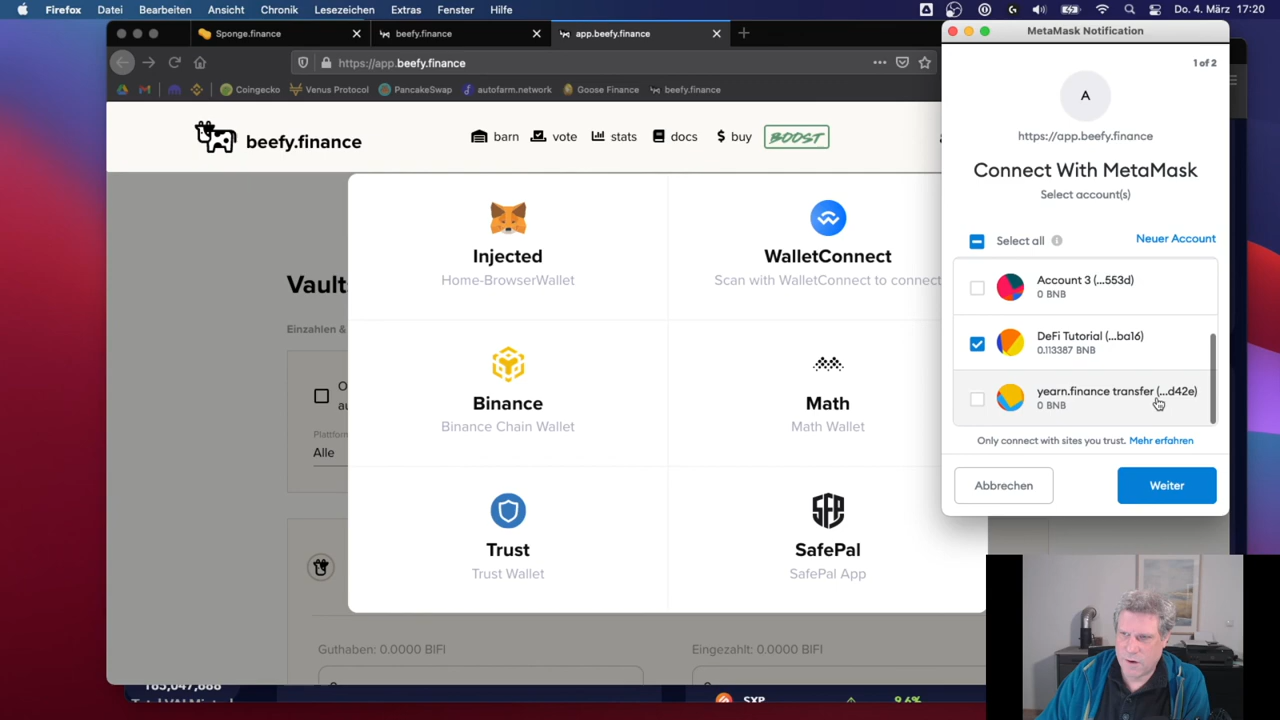 Firefox Datei Bearbeiten Ansicht Chronik Lesezeichen Extras Fenster Hilfe Do. 4. März 17:20
Sponge.finance beefy.finance app.beefy.finance
https://app.beefy.finance
Coingecko Venus Protocol PancakeSwap autofarm.network Goose Finance beefy.finance
beefy.finance barn vote stats docs buy BOOST
Vault
Einzahlen &
Plattform
Alle
Injected
Home-BrowserWallet
WalletConnect
Scan with WalletConnect to connect
Binance
Binance Chain Wallet
Math
Math Wallet
Trust
Trust Wallet
SafePal
SafePal App
Guthaben: 0.0000 BIFI Eingezahlt: 0.0000 BIFI
SXP
MetaMask Notification
1 of 2
A
https://app.beefy.finance
Connect With MetaMask
Select account(s)
Select all Neuer Account
Account 3 (...553d)
0 BNB
DeFi Tutorial (...ba16)
0.113387 BNB
yearn.finance transfer (...d42e)
0 BNB
Only connect with sites you trust. Mehr erfahren
Abbrechen Weiter